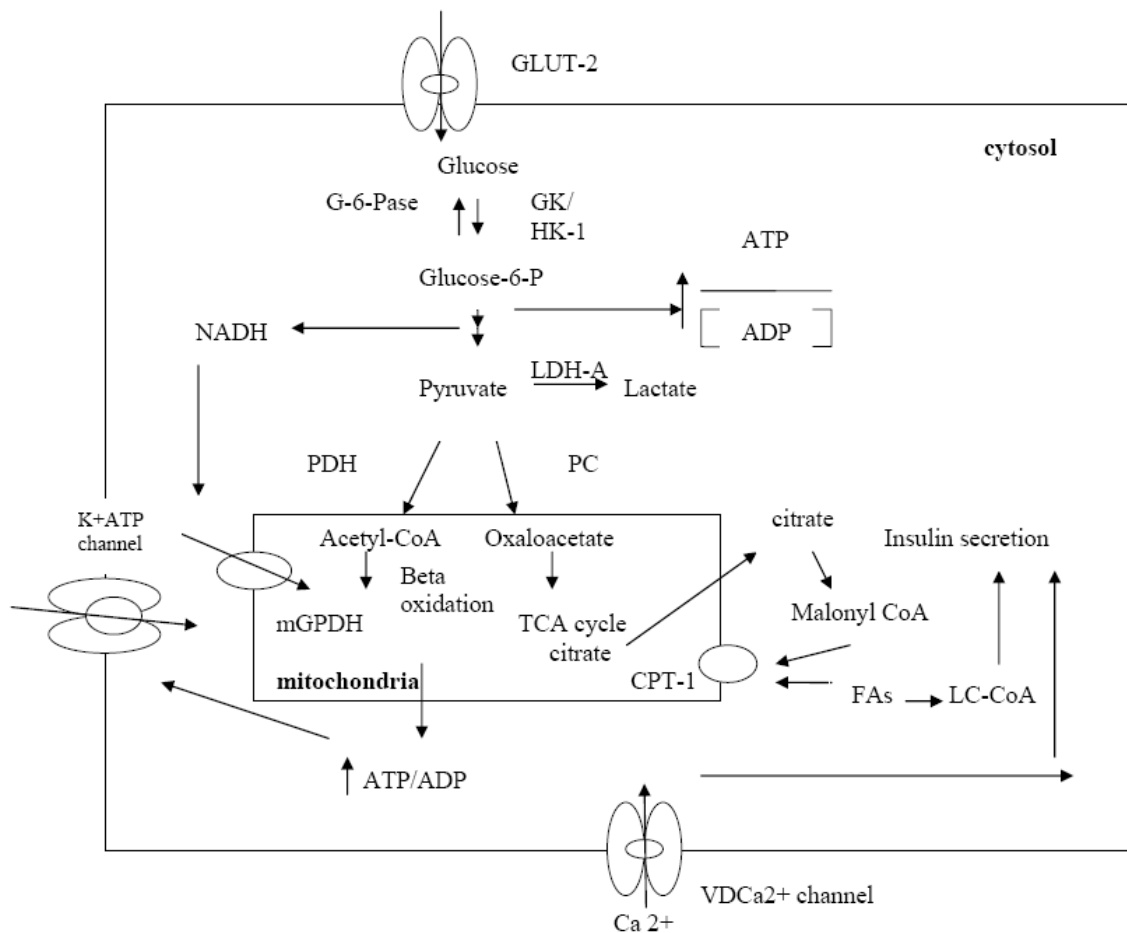 GLUT-2
cytosol
Glucose
G-6-Pase
GK/
HK-1
ATP
Glucose-6-P
NADH
ADP
LDH-A
Pyruvate
Lactate
PDH
PC
K+ATP
channel
citrate
Acetyl-CoA
Oxaloacetate
Insulin secretion
Beta
oxidation
mGPDH
TCA cycle
citrate
Malonyl CoA
mitochondria
CPT-1
FAs
LC-CoA
ATP/ADP
VDCa2+ channel
Ca 2+